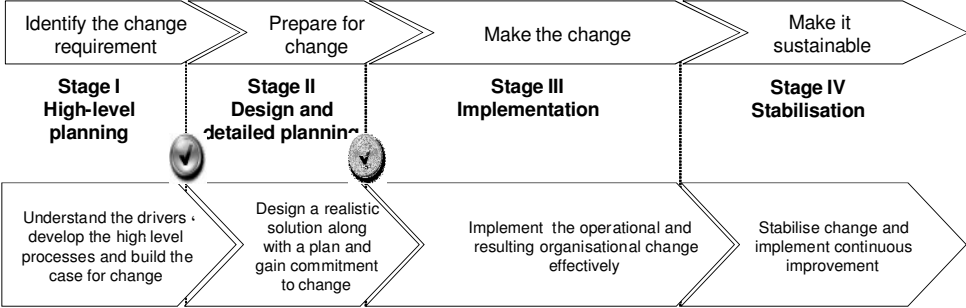 Identify the change
requirement
Prepare for
change
Make the change
Make it
sustainable
Stage I
High-level
planning
Stage II
Design and
detailed planning
Stage III
Implementation
Stage IV
Stabilisation
Understand the drivers
develop the high level
processes and build the
case for change
Design a realistic
solution along
with a plan and
gain commitment
to change
Implement the operational and
resulting organisational change
effectively
Stabilise change and
implement continuous
improvement